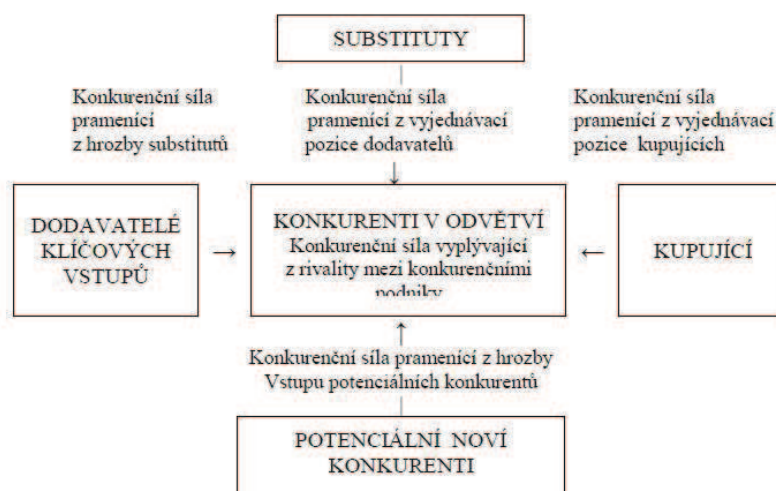 SUBSTITUTY
Konkurenční síla
pramenící
z hrozby substitutů
Konkurenční síla
pramenící z vyjednávací
pozice dodavatelů
Konkurenční síla
pramenící z vyjednávací
pozice kupujících
DODAVATELÉ
KLÍČOVÝCH
VSTUPŮ
KONKURENTI V ODVĚTVÍ
Konkurenční síla vyplývající
z rivality mezi konkurenčními
podniky
KUPUJÍCÍ
Konkurenční síla pramenící z hrozby
Vstupu potenciálních konkurentů
POTENCIÁLNÍ NOVÍ
KONKURENTI